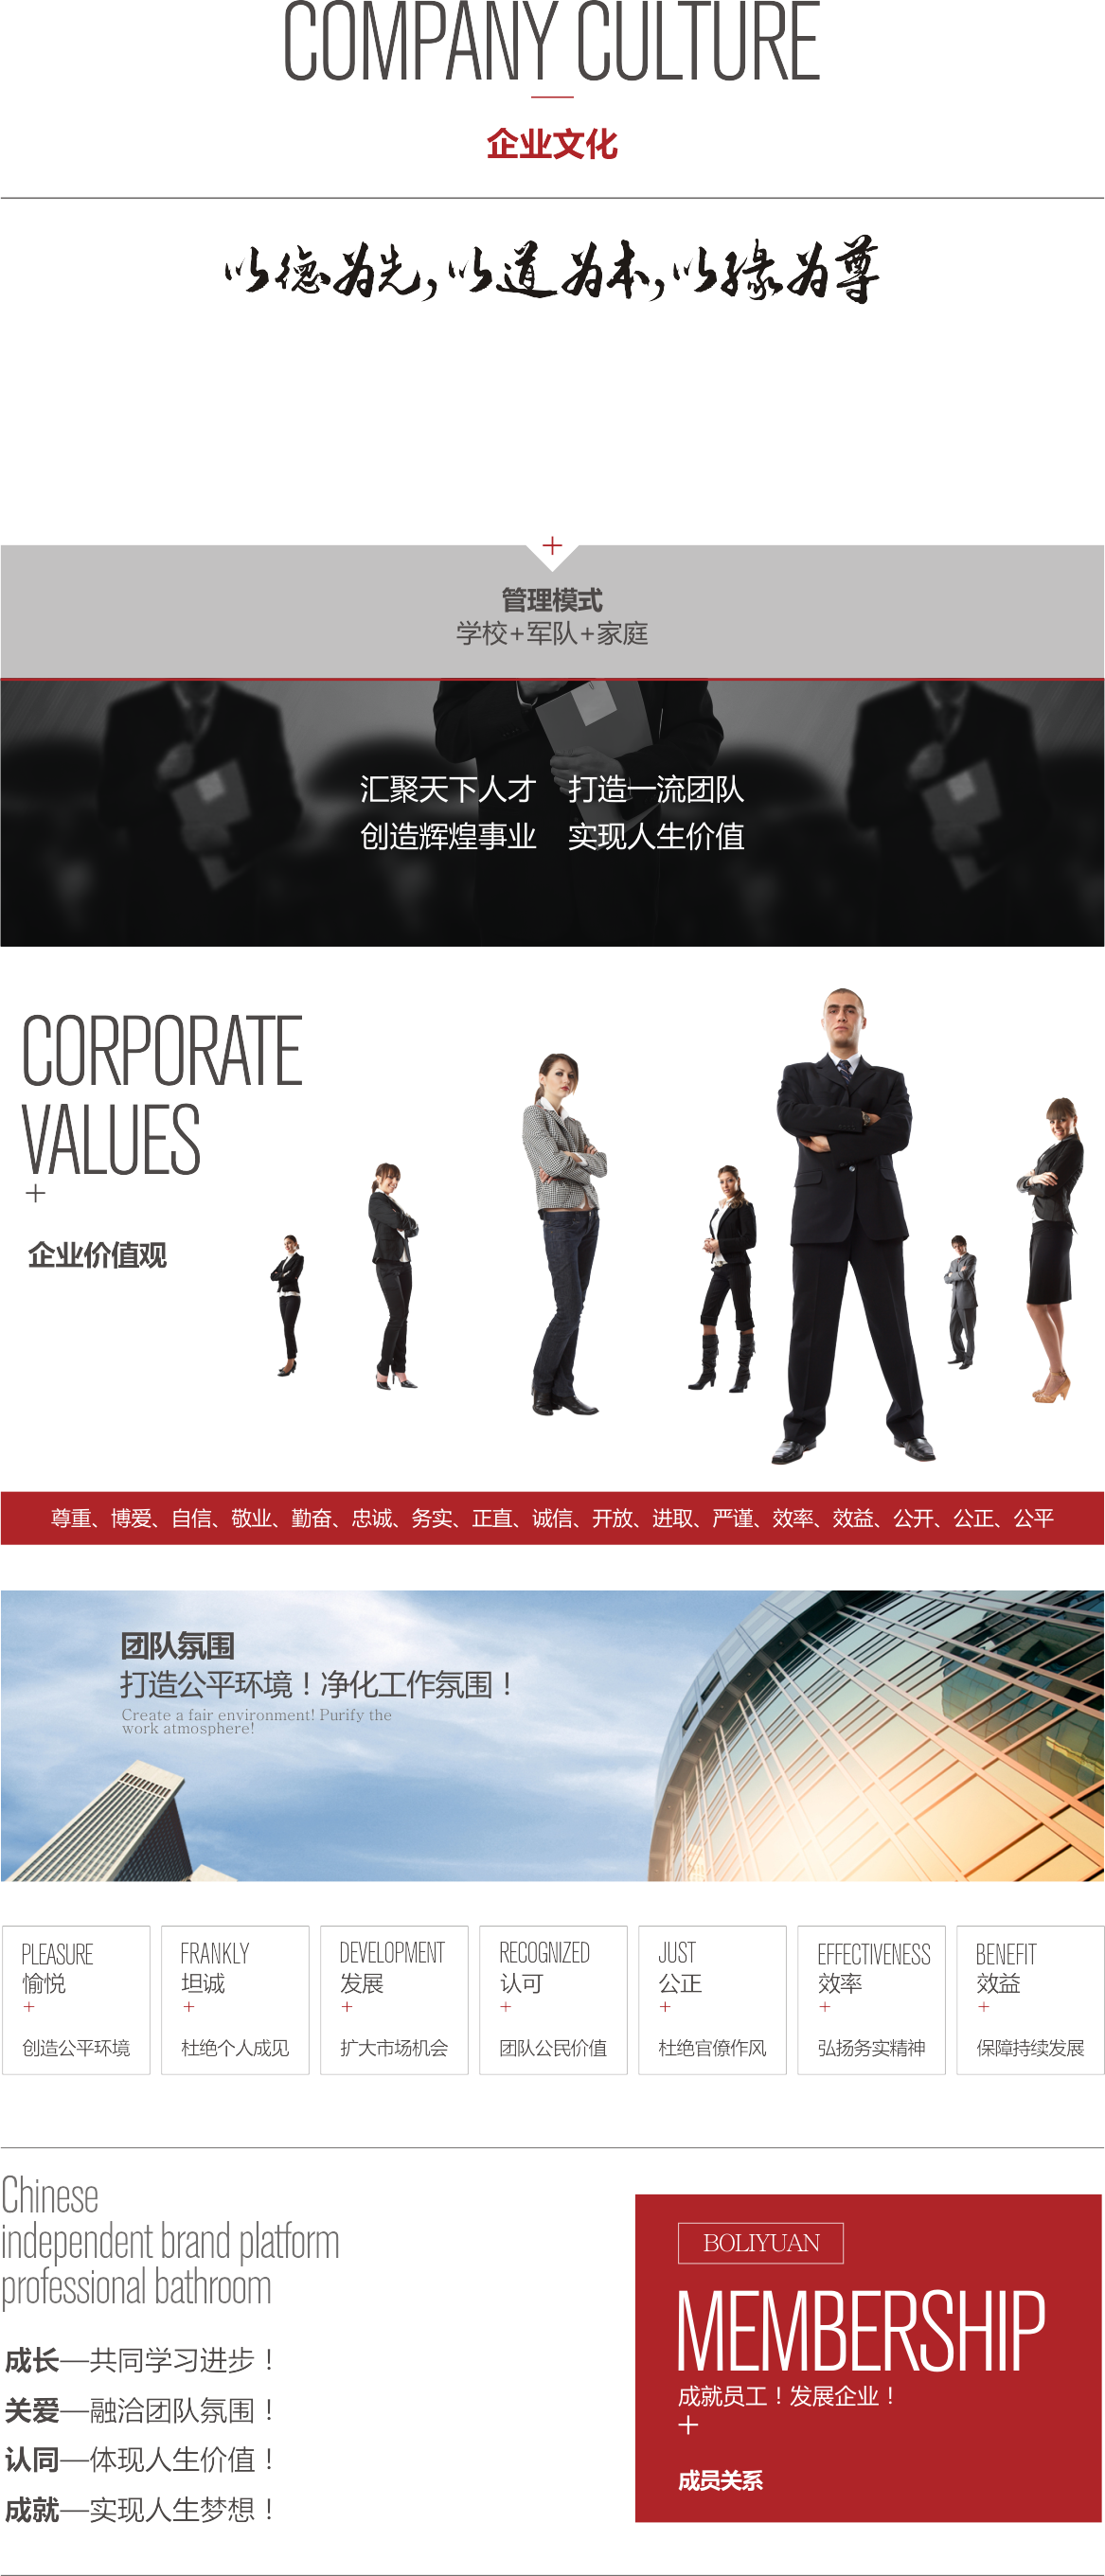 COMPANY CULTURE
企业文化
以德为先,以道为本,以缘为尊
管理模式
学校+军队+家庭
汇聚天下人才 打造一流团队
创造辉煌事业 实现人生价值
CORPORATE
VALUES
+
企业价值观
尊重、博爱、自信、敬业、勤奋、忠诚、务实、正直、诚信、开放、进取、严谨、效率、效益、公开、公正、公平
团队氛围
打造公平环境！净化工作氛围！
Create a fair environment! Purify the
work atmosphere!
PLEASURE
愉悦
+
创造公平环境
FRANKLY
坦诚
+
杜绝个人成见
DEVELOPMENT
发展
+
扩大市场机会
RECOGNIZED
认可
+
团队公民价值
JUST
公正
+
杜绝官僚作风
EFFECTIVENESS
效率
+
弘扬务实精神
BENEFIT
效益
+
保障持续发展
Chinese
independent brand platform
professional bathroom
成长—共同学习进步！
关爱—融洽团队氛围！
认同—体现人生价值！
成就—实现人生梦想！
BOLIYUAN
MEMBERSHIP
成就员工！发展企业！
+
成员关系